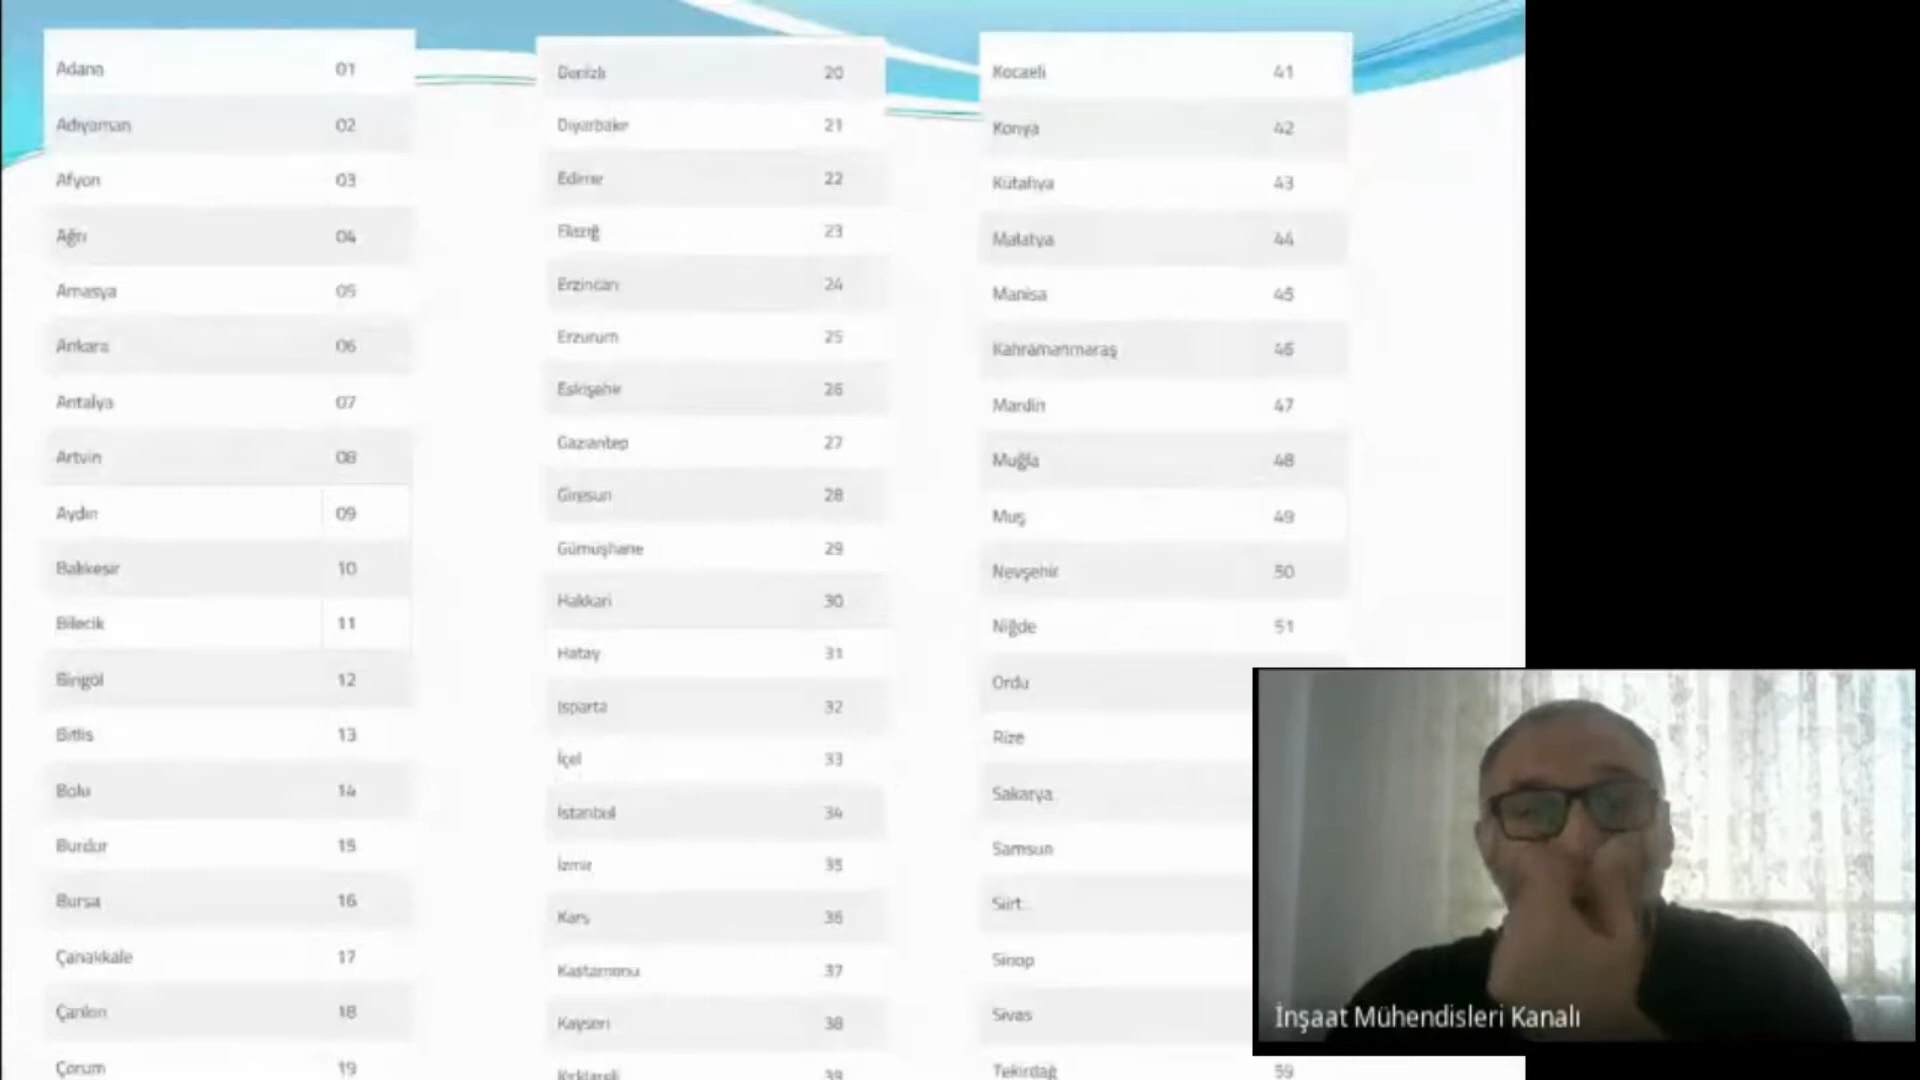 Adana 01
Adıyaman 02
Afyon 03
Ağrı 04
Amasya 05
Ankara 06
Antalya 07
Artvin 08
Aydın 09
Balıkesir 10
Bilecik 11
Bingöl 12
Bitlis 13
Bolu 14
Burdur 15
Bursa 16
Çanakkale 17
Çankırı 18
Çorum 19
Denizli 20
Diyarbakır 21
Edirne 22
Elazığ 23
Erzincan 24
Erzurum 25
Eskişehir 26
Gaziantep 27
Giresun 28
Gümüşhane 29
Hakkari 30
Hatay 31
Isparta 32
İçel 33
İstanbul 34
İzmir 35
Kars 36
Kastamonu 37
Kayseri 38
Kırklareli 39
Kocaeli 41
Konya 42
Kütahya 43
Malatya 44
Manisa 45
Kahramanmaraş 46
Mardin 47
Muğla 48
Muş 49
Nevşehir 50
Niğde 51
Ordu
Rize
Sakarya
Samsun
Siirt
Sinop
Sivas
Tekirdağ 59
İnşaat Mühendisleri Kanalı